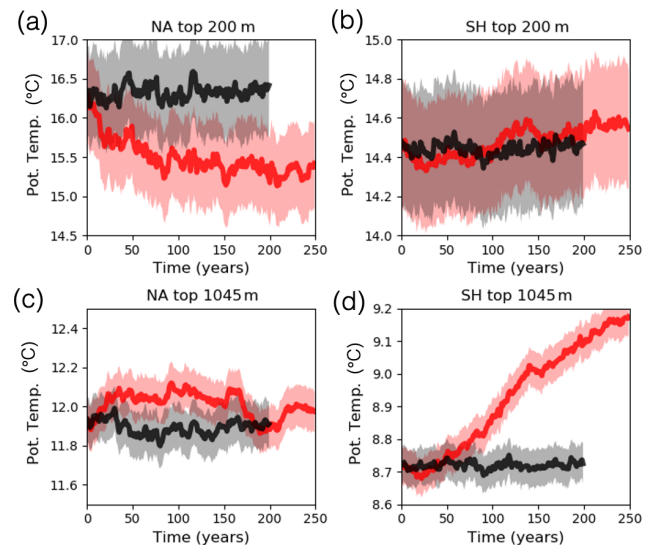 (a)
NA top 200 m
Pot. Temp. (°C)
17.0
16.5
16.0
15.5
15.0
14.5
0 50 100 150 200 250
Time (years)
(b)
SH top 200 m
Pot. Temp. (°C)
15.0
14.8
14.6
14.4
14.2
14.0
0 50 100 150 200 250
Time (years)
(c)
NA top 1045 m
Pot. Temp. (°C)
12.4
12.2
12.0
11.8
11.6
0 50 100 150 200 250
Time (years)
(d)
SH top 1045 m
Pot. Temp. (°C)
9.2
9.1
9.0
8.9
8.8
8.7
8.6
0 50 100 150 200 250
Time (years)